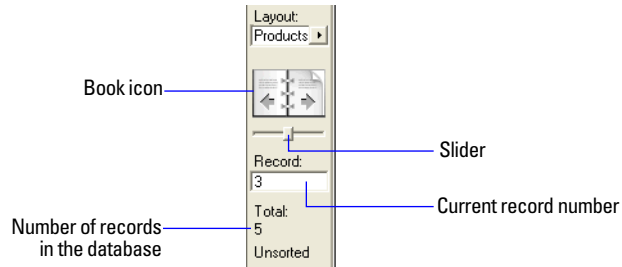 Layout:
Products
Book icon
Slider
Record:
3
Current record number
Total:
5
Number of records
in the database
Unsorted